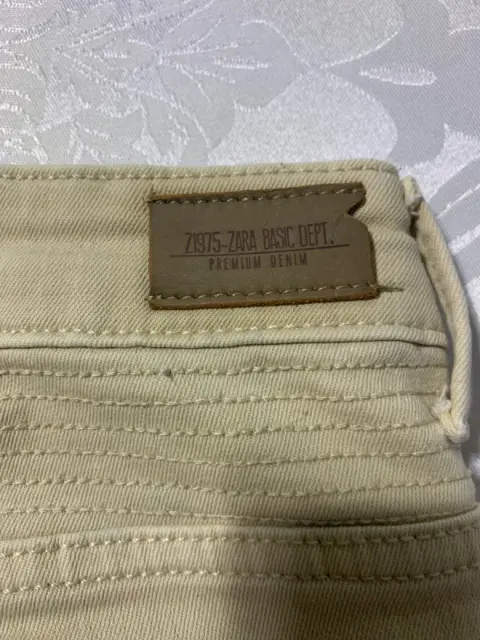 Z1975-ZARA BASIC DEPT.
PREMIUM DENIM